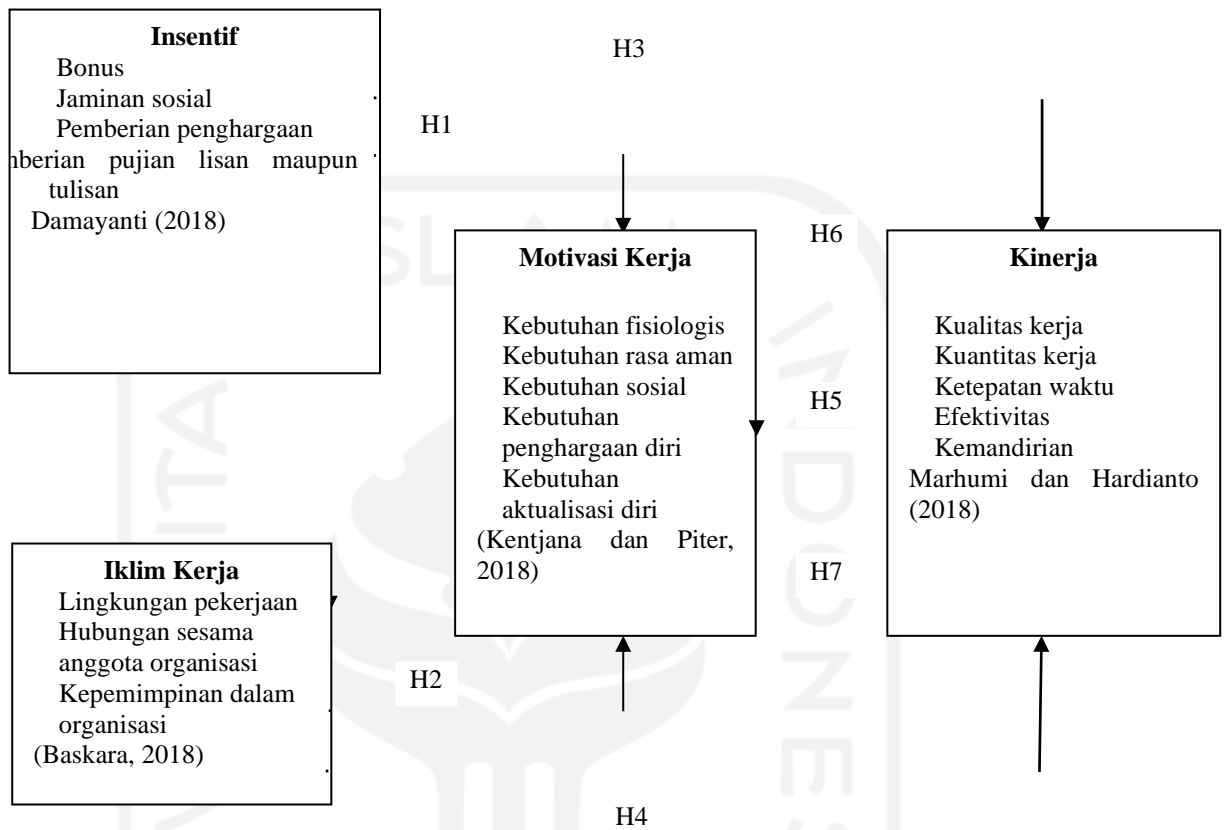 Insentif
Bonus
Jaminan sosial
Pemberian penghargaan
nberian pujian lisan maupun
tulisan
Damayanti (2018)
H3
H1
Motivasi Kerja
Kebutuhan fisiologis
Kebutuhan rasa aman
Kebutuhan sosial
Kebutuhan
penghargaan diri
Kebutuhan
aktualisasi diri
(Kentjana dan Piter,
2018)
H6
H5
H7
Kinerja
Kualitas kerja
Kuantitas kerja
Ketepatan waktu
Efektivitas
Kemandirian
Marhumi dan Hardianto
(2018)
Iklim Kerja
Lingkungan pekerjaan
Hubungan sesama
anggota organisasi
Kepemimpinan dalam
organisasi
(Baskara, 2018)
H2
H4